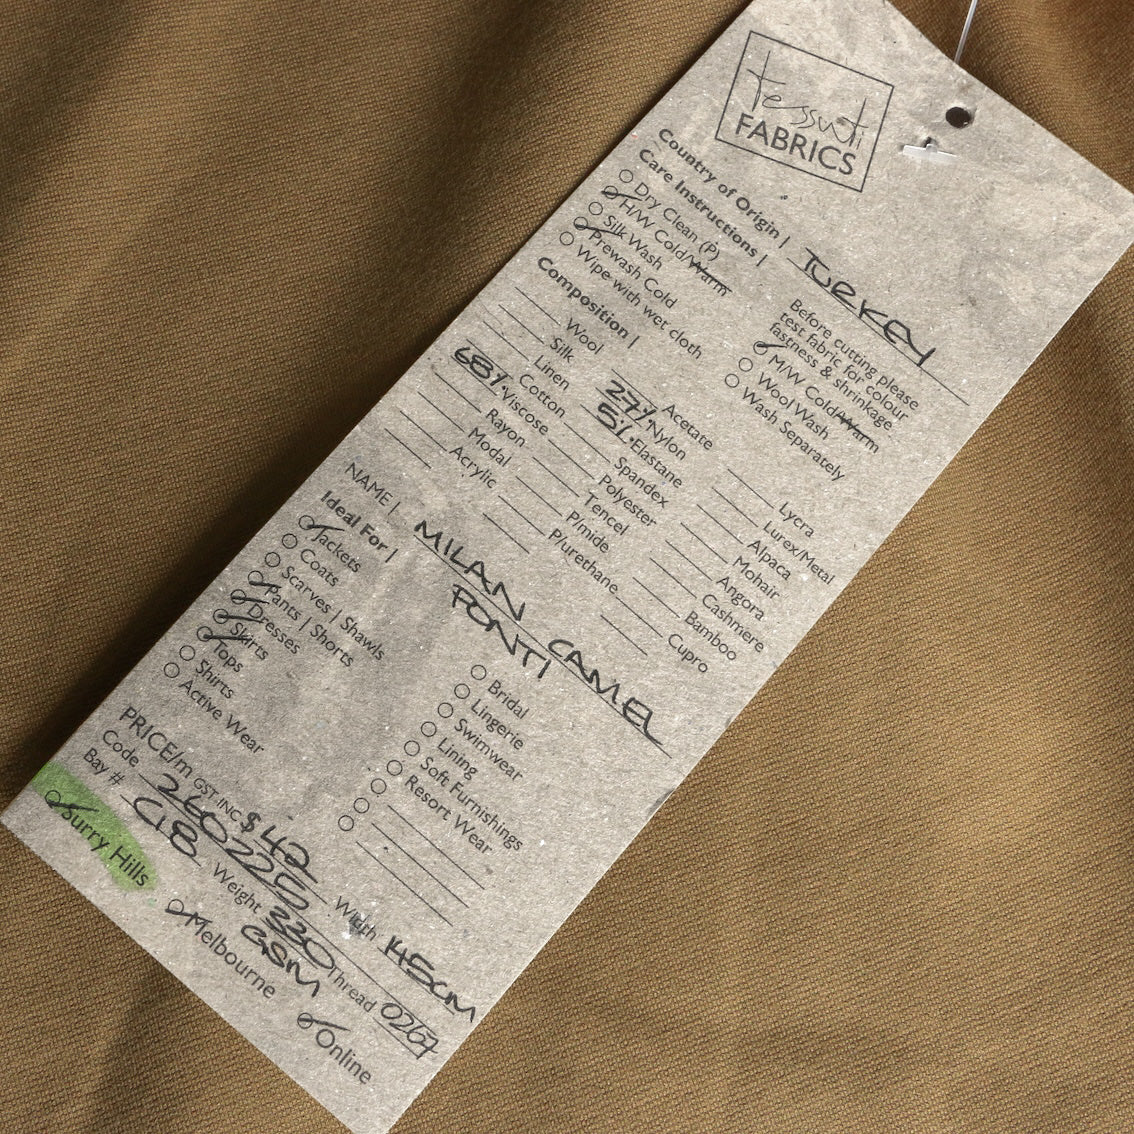 tessuti
FABRICS
Country of Origin | TURKEY
Care Instructions |
Dry Clean (P)
H/W Cold/Warm
Silk Wash
Prewash Cold
Wipe with wet cloth
Before cutting please
test fabric for colour
fastness & shrinkage
M/W Cold/Warm
Wool Wash
Wash Separately
Composition |
Wool
Silk
Linen
Cotton
68% Viscose
Rayon
Modal
Acrylic
Acetate
27% Nylon
5% Elastane
Spandex
Polyester
Tencel
P/mide
P/urethane
Lycra
Lurex/Metal
Alpaca
Mohair
Angora
Cashmere
Bamboo
Cupro
NAME | MILAN CAMEL
PONTI
Ideal For |
Jackets
Coats
Scarves | Shawls
Pants | Shorts
Dresses
Skirts
Tops
Shirts
Active Wear
Bridal
Lingerie
Swimwear
Lining
Soft Furnishings
Resort Wear
PRICE/m GST INC $42
Code 260225 Width 145CM
Bay # C18 Weight 330 GSM Thread 0267
Surry Hills
Melbourne
Online